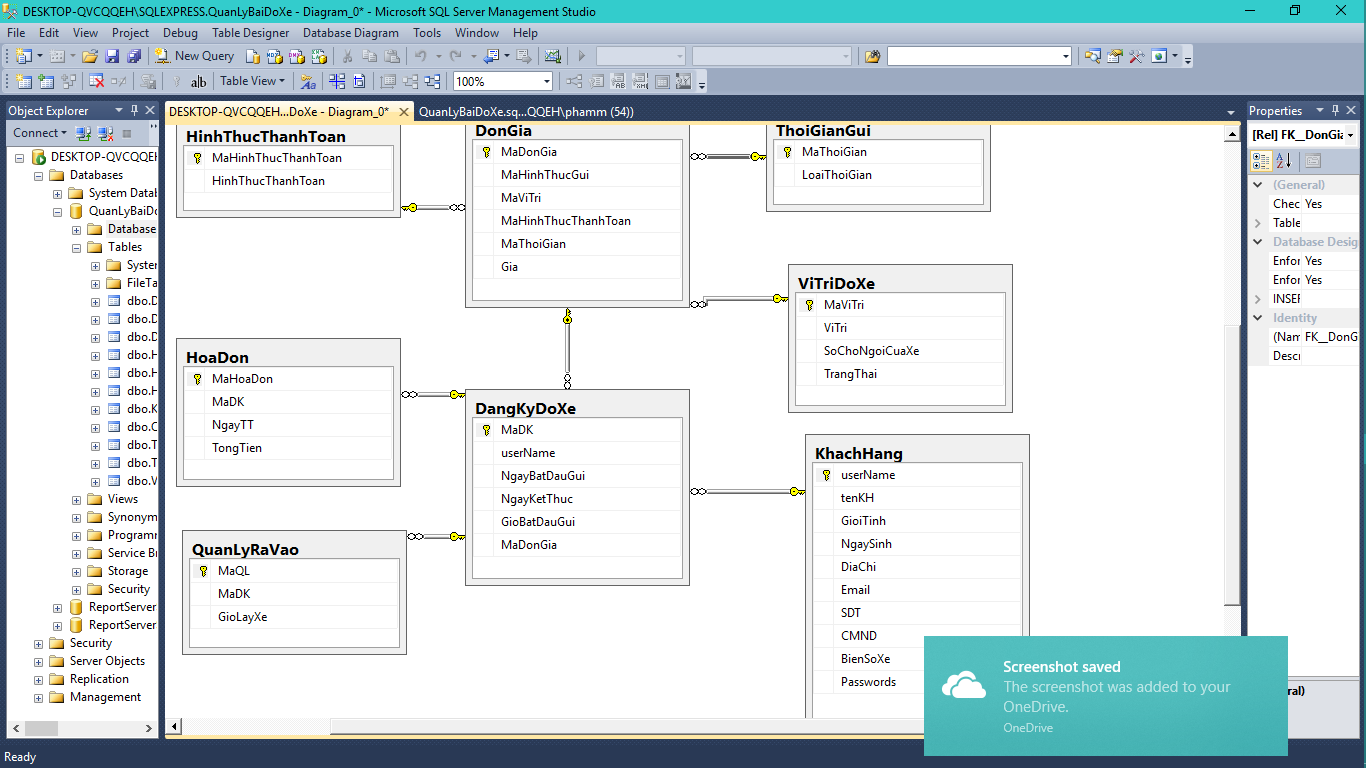 DESKTOP-QVCQQEH\SQLEXPRESS.QuanLyBaiDoXe - Diagram_0* - Microsoft SQL Server Management Studio
File Edit View Project Debug Table Designer Database Diagram Tools Window Help
New Query
ab Table View 100%
Object Explorer
Connect
DESKTOP-QVCQQEH
Databases
System Datab
QuanLyBaiDo
Database
Tables
System
FileTa
dbo.D
dbo.D
dbo.D
dbo.H
dbo.H
dbo.H
dbo.K
dbo.C
dbo.T
dbo.T
dbo.V
Views
Synonym
Programm
Service Br
Storage
Security
ReportServer
ReportServer
Security
Server Objects
Replication
Management
DESKTOP-QVCQQEH...DoXe - Diagram_0*
QuanLyBaiDoXe.sq...QQEH\phamm (54))
HinhThucThanhToan
MaHinhThucThanhToan
HinhThucThanhToan
DonGia
MaDonGia
MaHinhThucGui
MaViTri
MaHinhThucThanhToan
MaThoiGian
Gia
ThoiGianGui
MaThoiGian
LoaiThoiGian
ViTriDoXe
MaViTri
ViTri
SoChoNgoiCuaXe
TrangThai
HoaDon
MaHoaDon
MaDK
NgayTT
TongTien
DangKyDoXe
MaDK
userName
NgayBatDauGui
NgayKetThuc
GioBatDauGui
MaDonGia
KhachHang
userName
tenKH
GioiTinh
NgaySinh
DiaChi
Email
SDT
CMND
BienSoXe
Passwords
QuanLyRaVao
MaQL
MaDK
GioLayXe
Properties
[Rel] FK__DonGia
(General)
Chec Yes
Table
Database Desig
Enfor Yes
Enfor Yes
INSEF
Identity
(Nam FK__DonG
Descri
ral)
Screenshot saved
The screenshot was added to your
OneDrive.
OneDrive
Ready